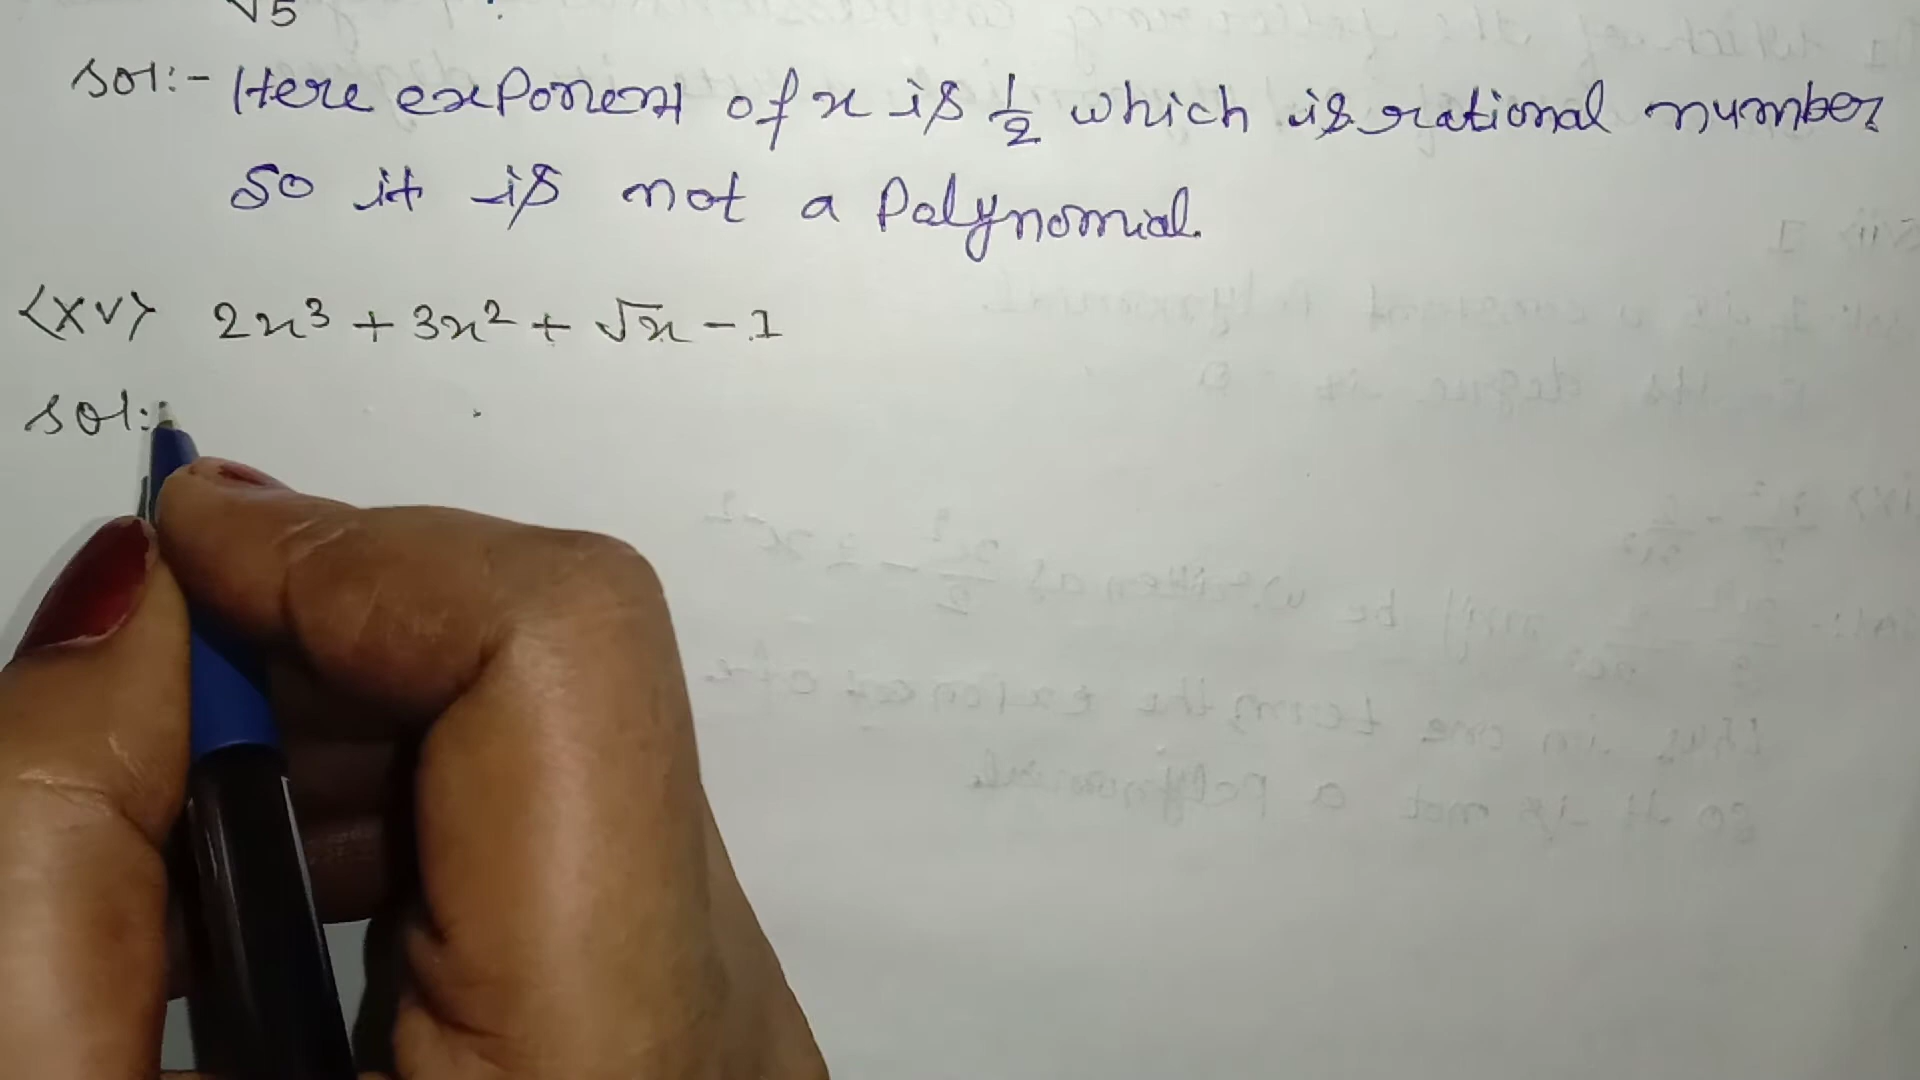 √5
Sol:- Here exponent of x is 1/2 which is rational number
so it is not a Polynomial.
<XV> 2x³ + 3x² + √x - 1
Sol: